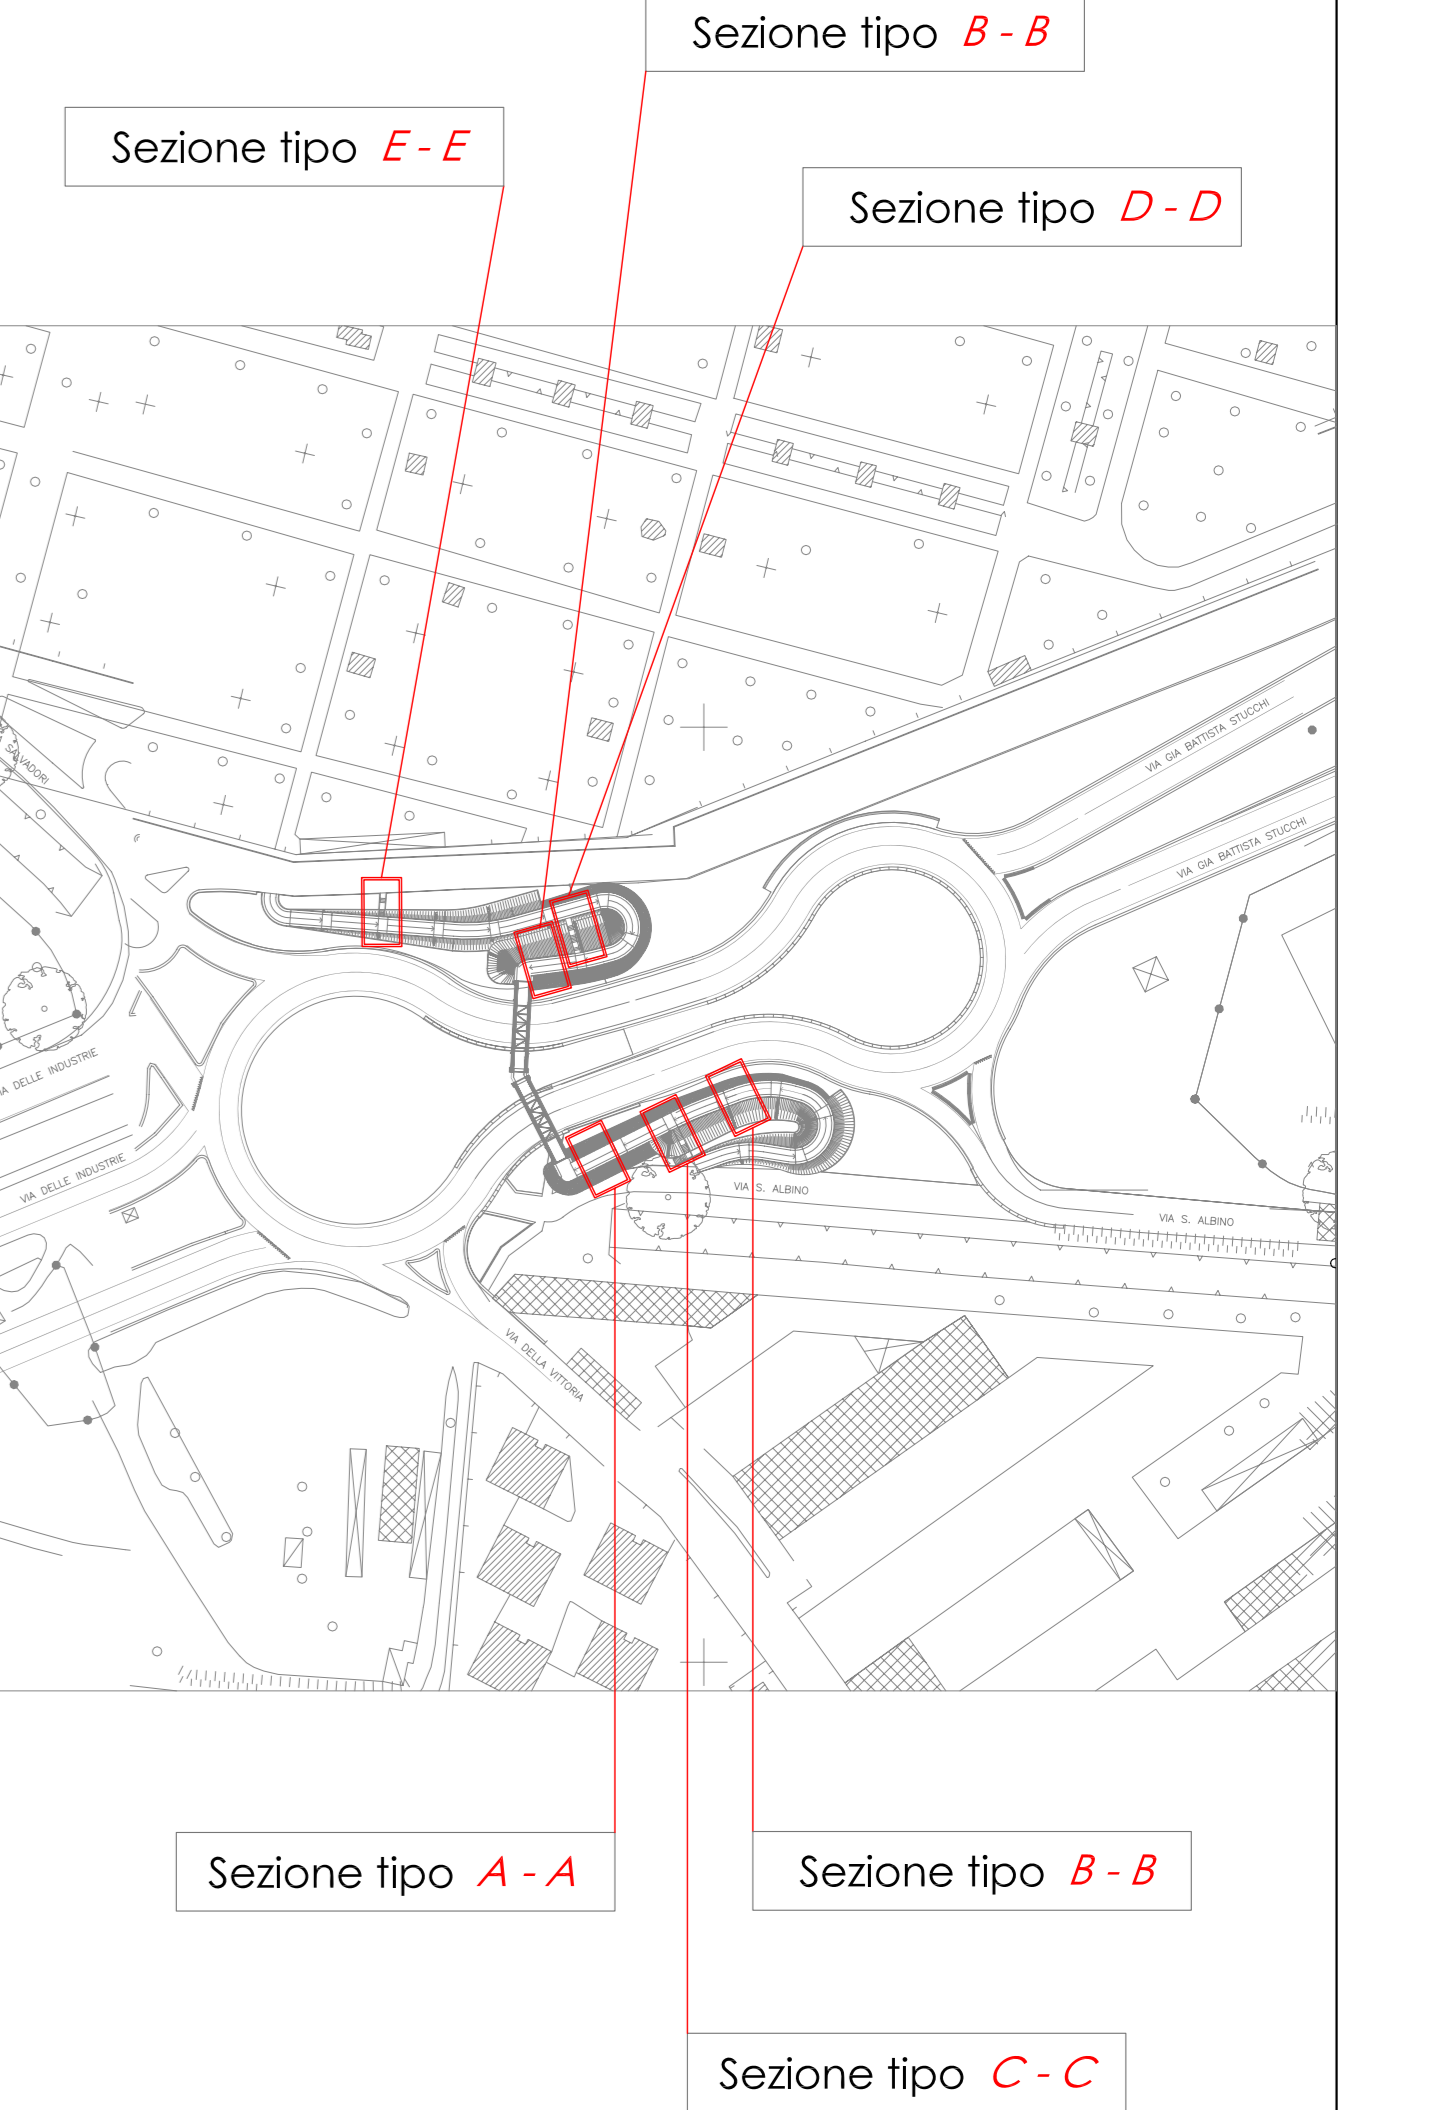 Sezione tipo B - B
Sezione tipo E - E
Sezione tipo D - D
VIA GIA BATTISTA STUCCHI
VIA GIA BATTISTA STUCCHI
SALVADORI
DELLE INDUSTRIE
VIA DELLE INDUSTRIE
VIA S. ALBINO
VIA S. ALBINO
VIA DELLA VITTORIA
Sezione tipo A - A
Sezione tipo B - B
Sezione tipo C - C